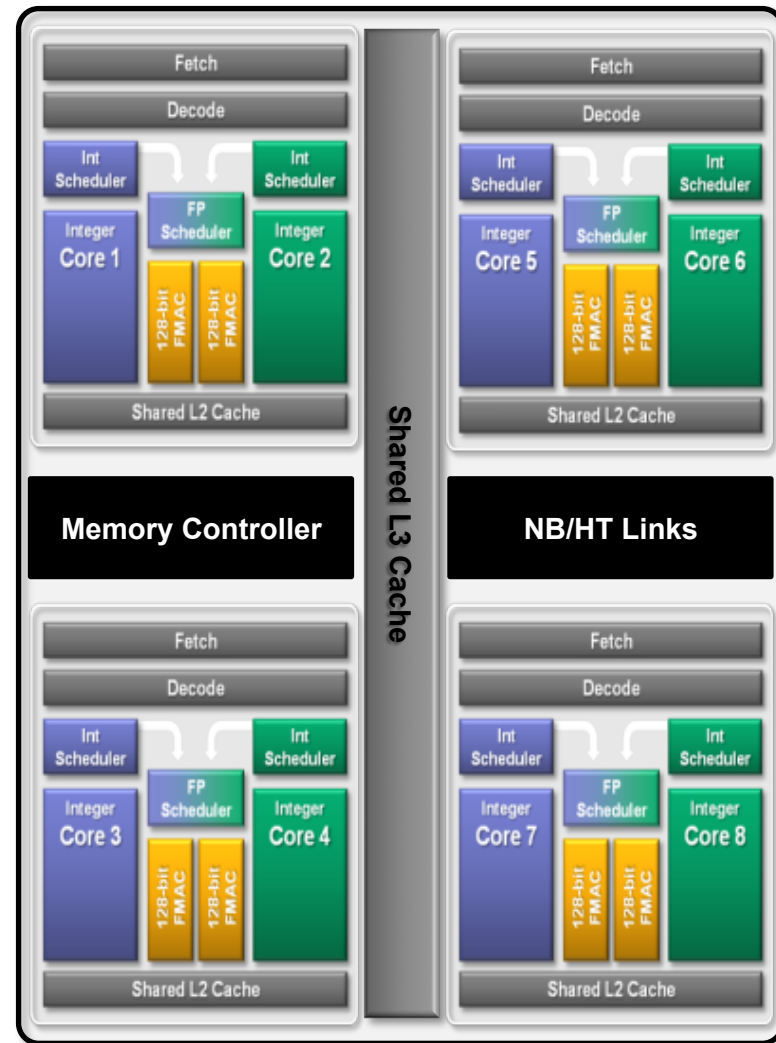 Fetch
Decode
Int
Scheduler
Int
Scheduler
FP
Scheduler
Integer
Core 1
128-bit
FMAC
128-bit
FMAC
Integer
Core 2
Shared L2 Cache
Fetch
Decode
Int
Scheduler
Int
Scheduler
FP
Scheduler
Integer
Core 5
128-bit
FMAC
128-bit
FMAC
Integer
Core 6
Shared L2 Cache
Shared L3 Cache
Memory Controller
NB/HT Links
Fetch
Decode
Int
Scheduler
Int
Scheduler
FP
Scheduler
Integer
Core 3
128-bit
FMAC
128-bit
FMAC
Integer
Core 4
Shared L2 Cache
Fetch
Decode
Int
Scheduler
Int
Scheduler
FP
Scheduler
Integer
Core 7
128-bit
FMAC
128-bit
FMAC
Integer
Core 8
Shared L2 Cache